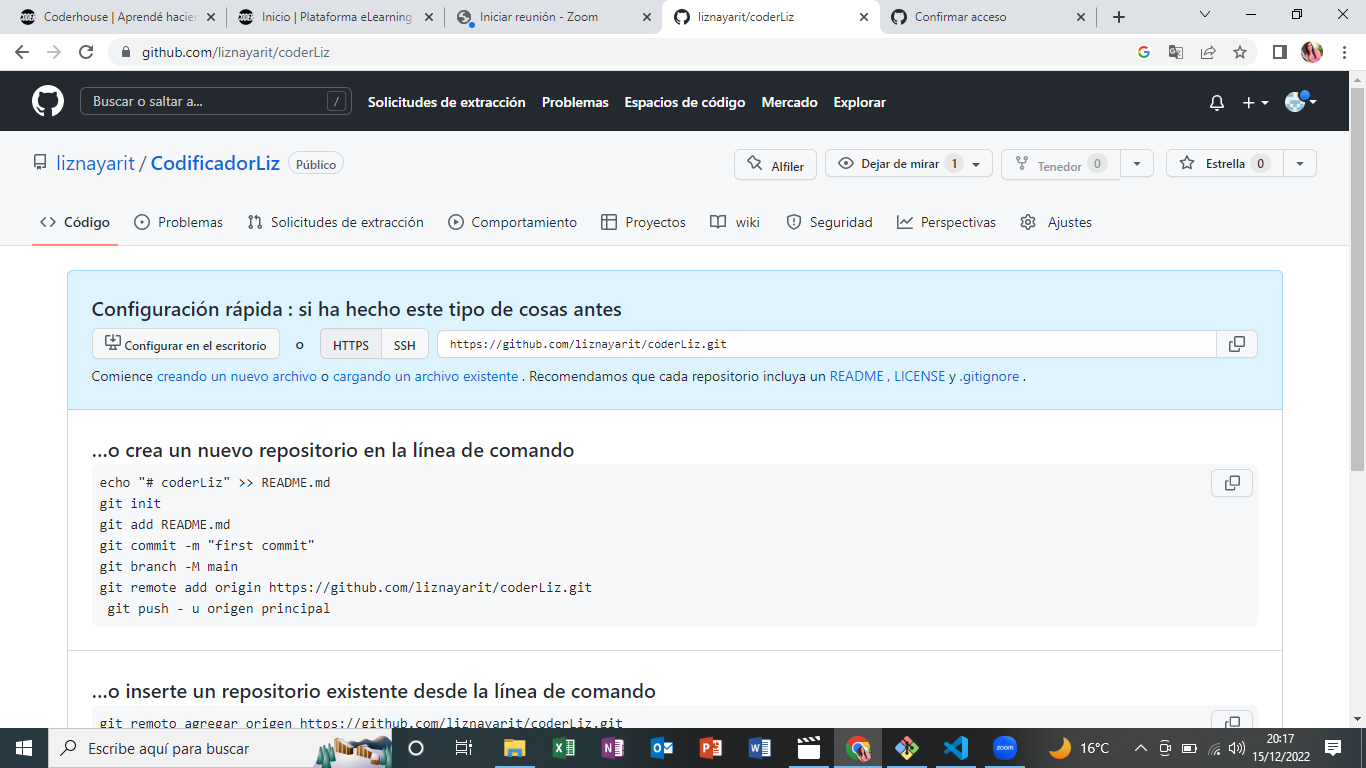 Coderhouse | Aprendé hacien
Inicio | Plataforma eLearning
Iniciar reunión - Zoom
liznayarit/coderLiz
Confirmar acceso
github.com/liznayarit/coderLiz
Buscar o saltar a...
/
Solicitudes de extracción
Problemas
Espacios de código
Mercado
Explorar
liznayarit / CodificadorLiz
Público
Alfiler
Dejar de mirar 1
Tenedor 0
Estrella 0
Código
Problemas
Solicitudes de extracción
Comportamiento
Proyectos
wiki
Seguridad
Perspectivas
Ajustes
Configuración rápida : si ha hecho este tipo de cosas antes
Configurar en el escritorio
o
HTTPS
SSH
https://github.com/liznayarit/coderLiz.git
Comience creando un nuevo archivo o cargando un archivo existente . Recomendamos que cada repositorio incluya un README , LICENSE y .gitignore .
…o crea un nuevo repositorio en la línea de comando
echo "# coderLiz" >> README.md
git init
git add README.md
git commit -m "first commit"
git branch -M main
git remote add origin https://github.com/liznayarit/coderLiz.git
git push - u origen principal
…o inserte un repositorio existente desde la línea de comando
git remoto agregar origen https://github.com/liznayarit/coderLiz.git
Escribe aquí para buscar
16°C
20:17
15/12/2022